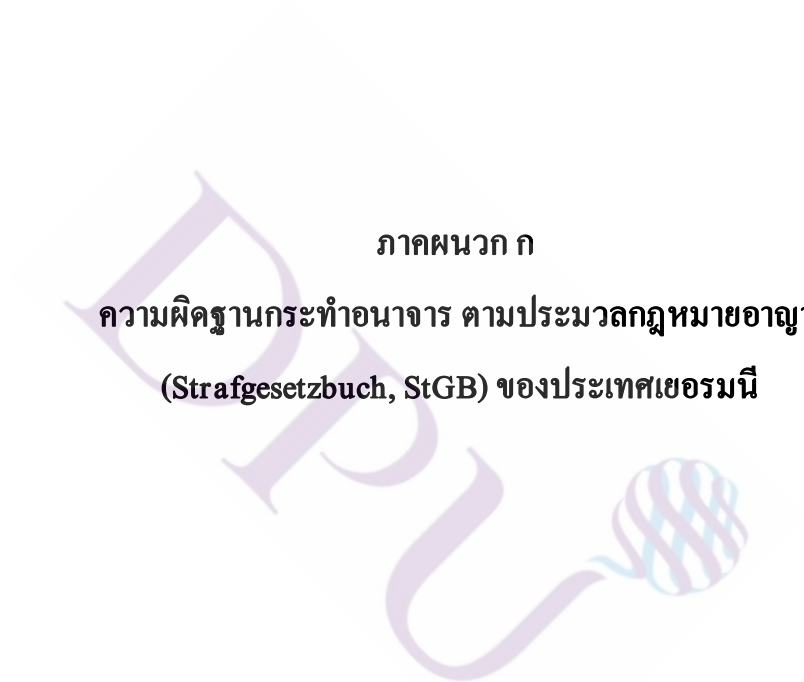 ภาคผนวก ก
ความผิดฐานกระทำอนาจาร ตามประมวลกฎหมายอาญา
(Strafgesetzbuch, StGB) ของประเทศเยอรมนี
DPU